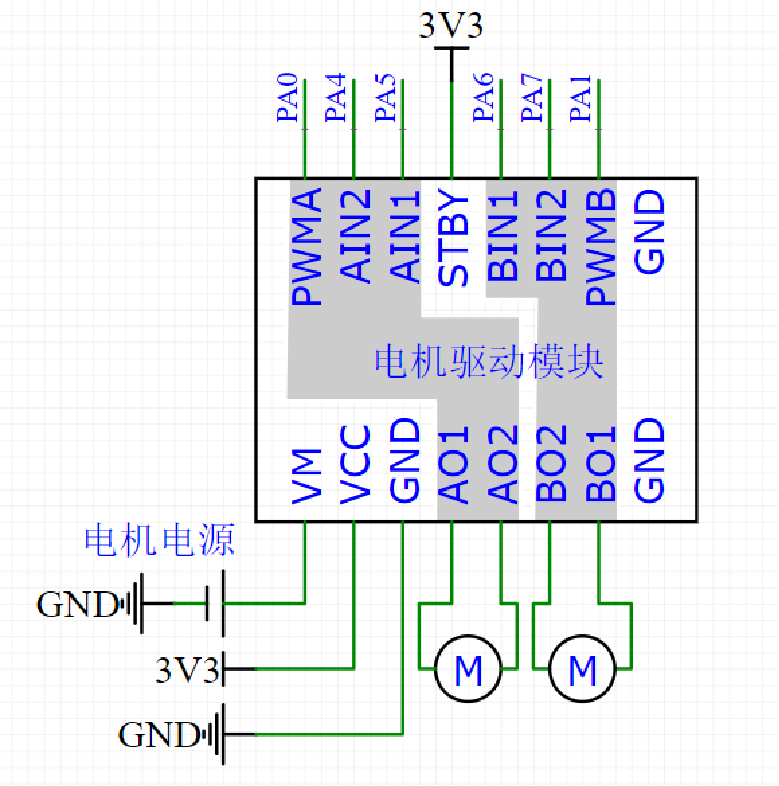 3V3
PA0
PA4
PA5
PA6
PA7
PA1
PWMA
AIN2
AIN1
STBY
BIN1
BIN2
PWMB
GND
电机驱动模块
VM
VCC
GND
AO1
AO2
BO2
BO1
GND
电机电源
GND
3V3
GND
M
M